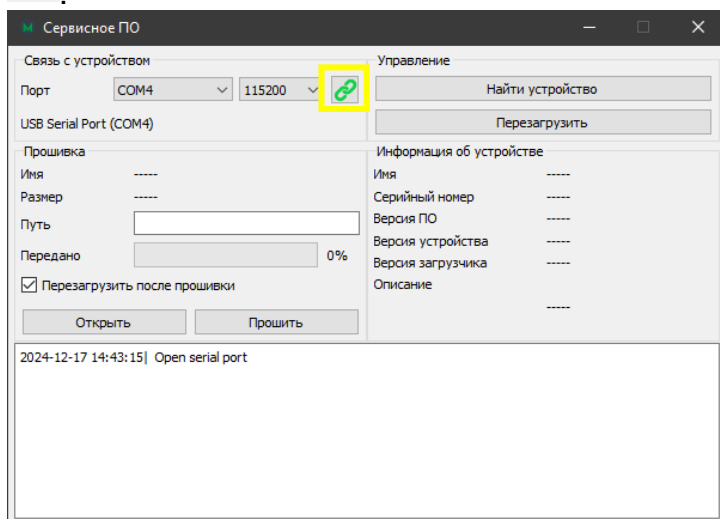 Сервисное ПО
Связь с устройством
Порт COM4 115200
USB Serial Port (COM4)
Управление
Найти устройство
Перезагрузить
Прошивка
Имя -----
Размер -----
Путь
Передано 0%
Перезагрузить после прошивки
Открыть Прошить
Информация об устройстве
Имя -----
Серийный номер -----
Версия ПО -----
Версия устройства -----
Версия загрузчика -----
Описание
-----
2024-12-17 14:43:15| Open serial port